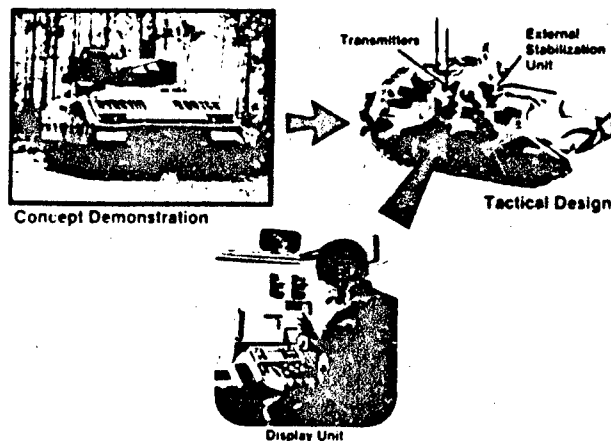 Transmitters
External
Stabilization
Unit
Concept Demonstration
Tactical Design
Display Unit